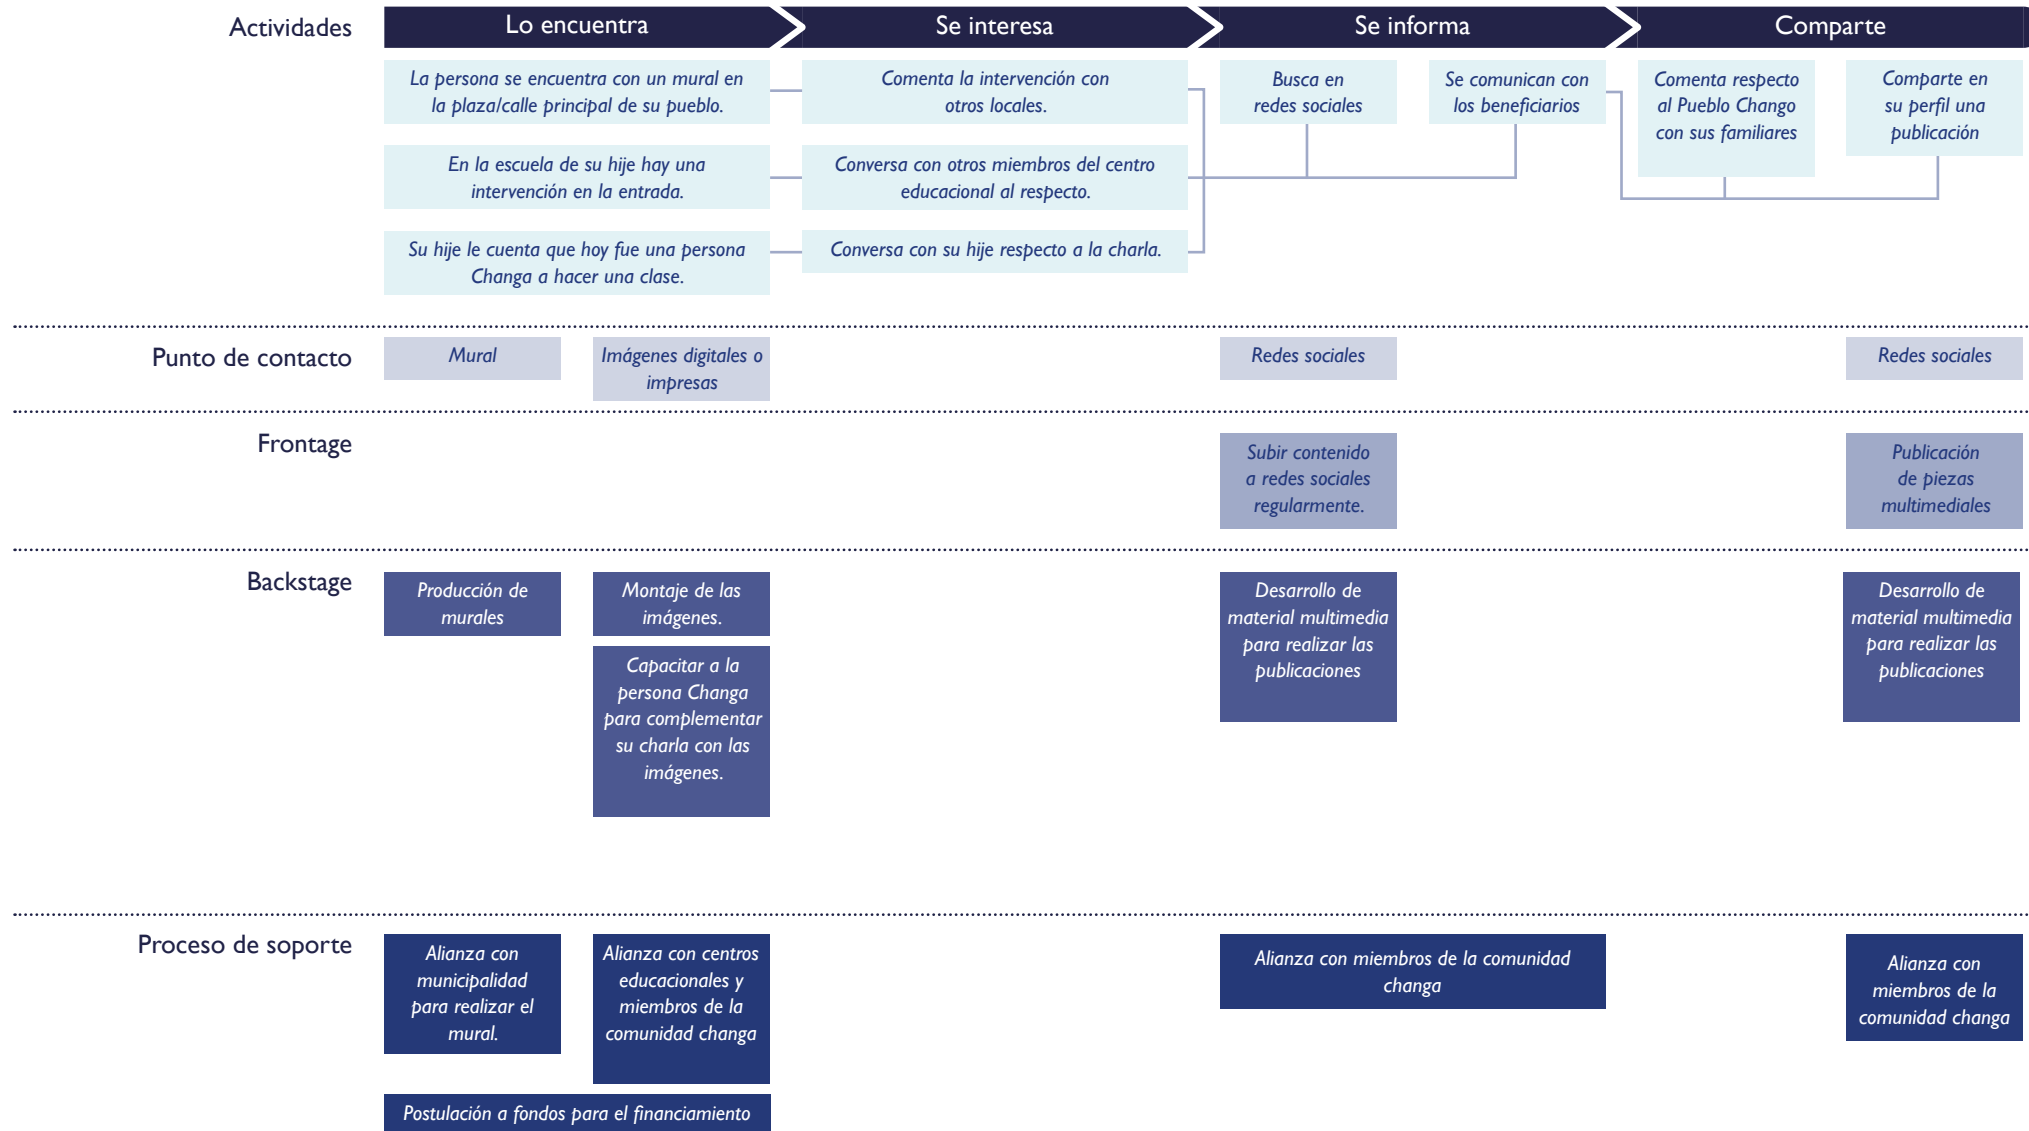 Actividades
Lo encuentra
Se interesa
Se informa
Comparte
La persona se encuentra con un mural en
la plaza/calle principal de su pueblo.
Comenta la intervención con
otros locales.
Busca en
redes sociales
Se comunican con
los beneficiarios
Comenta respecto
al Pueblo Chango
con sus familiares
Comparte en
su perfil una
publicación
En la escuela de su hije hay una
intervención en la entrada.
Conversa con otros miembros del centro
educacional al respecto.
Su hije le cuenta que hoy fue una persona
Changa a hacer una clase.
Conversa con su hije respecto a la charla.
Punto de contacto
Mural
Imágenes digitales o
impresas
Redes sociales
Redes sociales
Frontage
Subir contenido
a redes sociales
regularmente.
Publicación
de piezas
multimediales
Backstage
Producción de
murales
Montaje de las
imágenes.
Capacitar a la
persona Changa
para complementar
su charla con las
imágenes.
Desarrollo de
material multimedia
para realizar las
publicaciones
Desarrollo de
material multimedia
para realizar las
publicaciones
Proceso de soporte
Alianza con
municipalidad
para realizar el
mural.
Alianza con centros
educacionales y
miembros de la
comunidad changa
Alianza con miembros de la comunidad
changa
Alianza con
miembros de la
comunidad changa
Postulación a fondos para el financiamiento